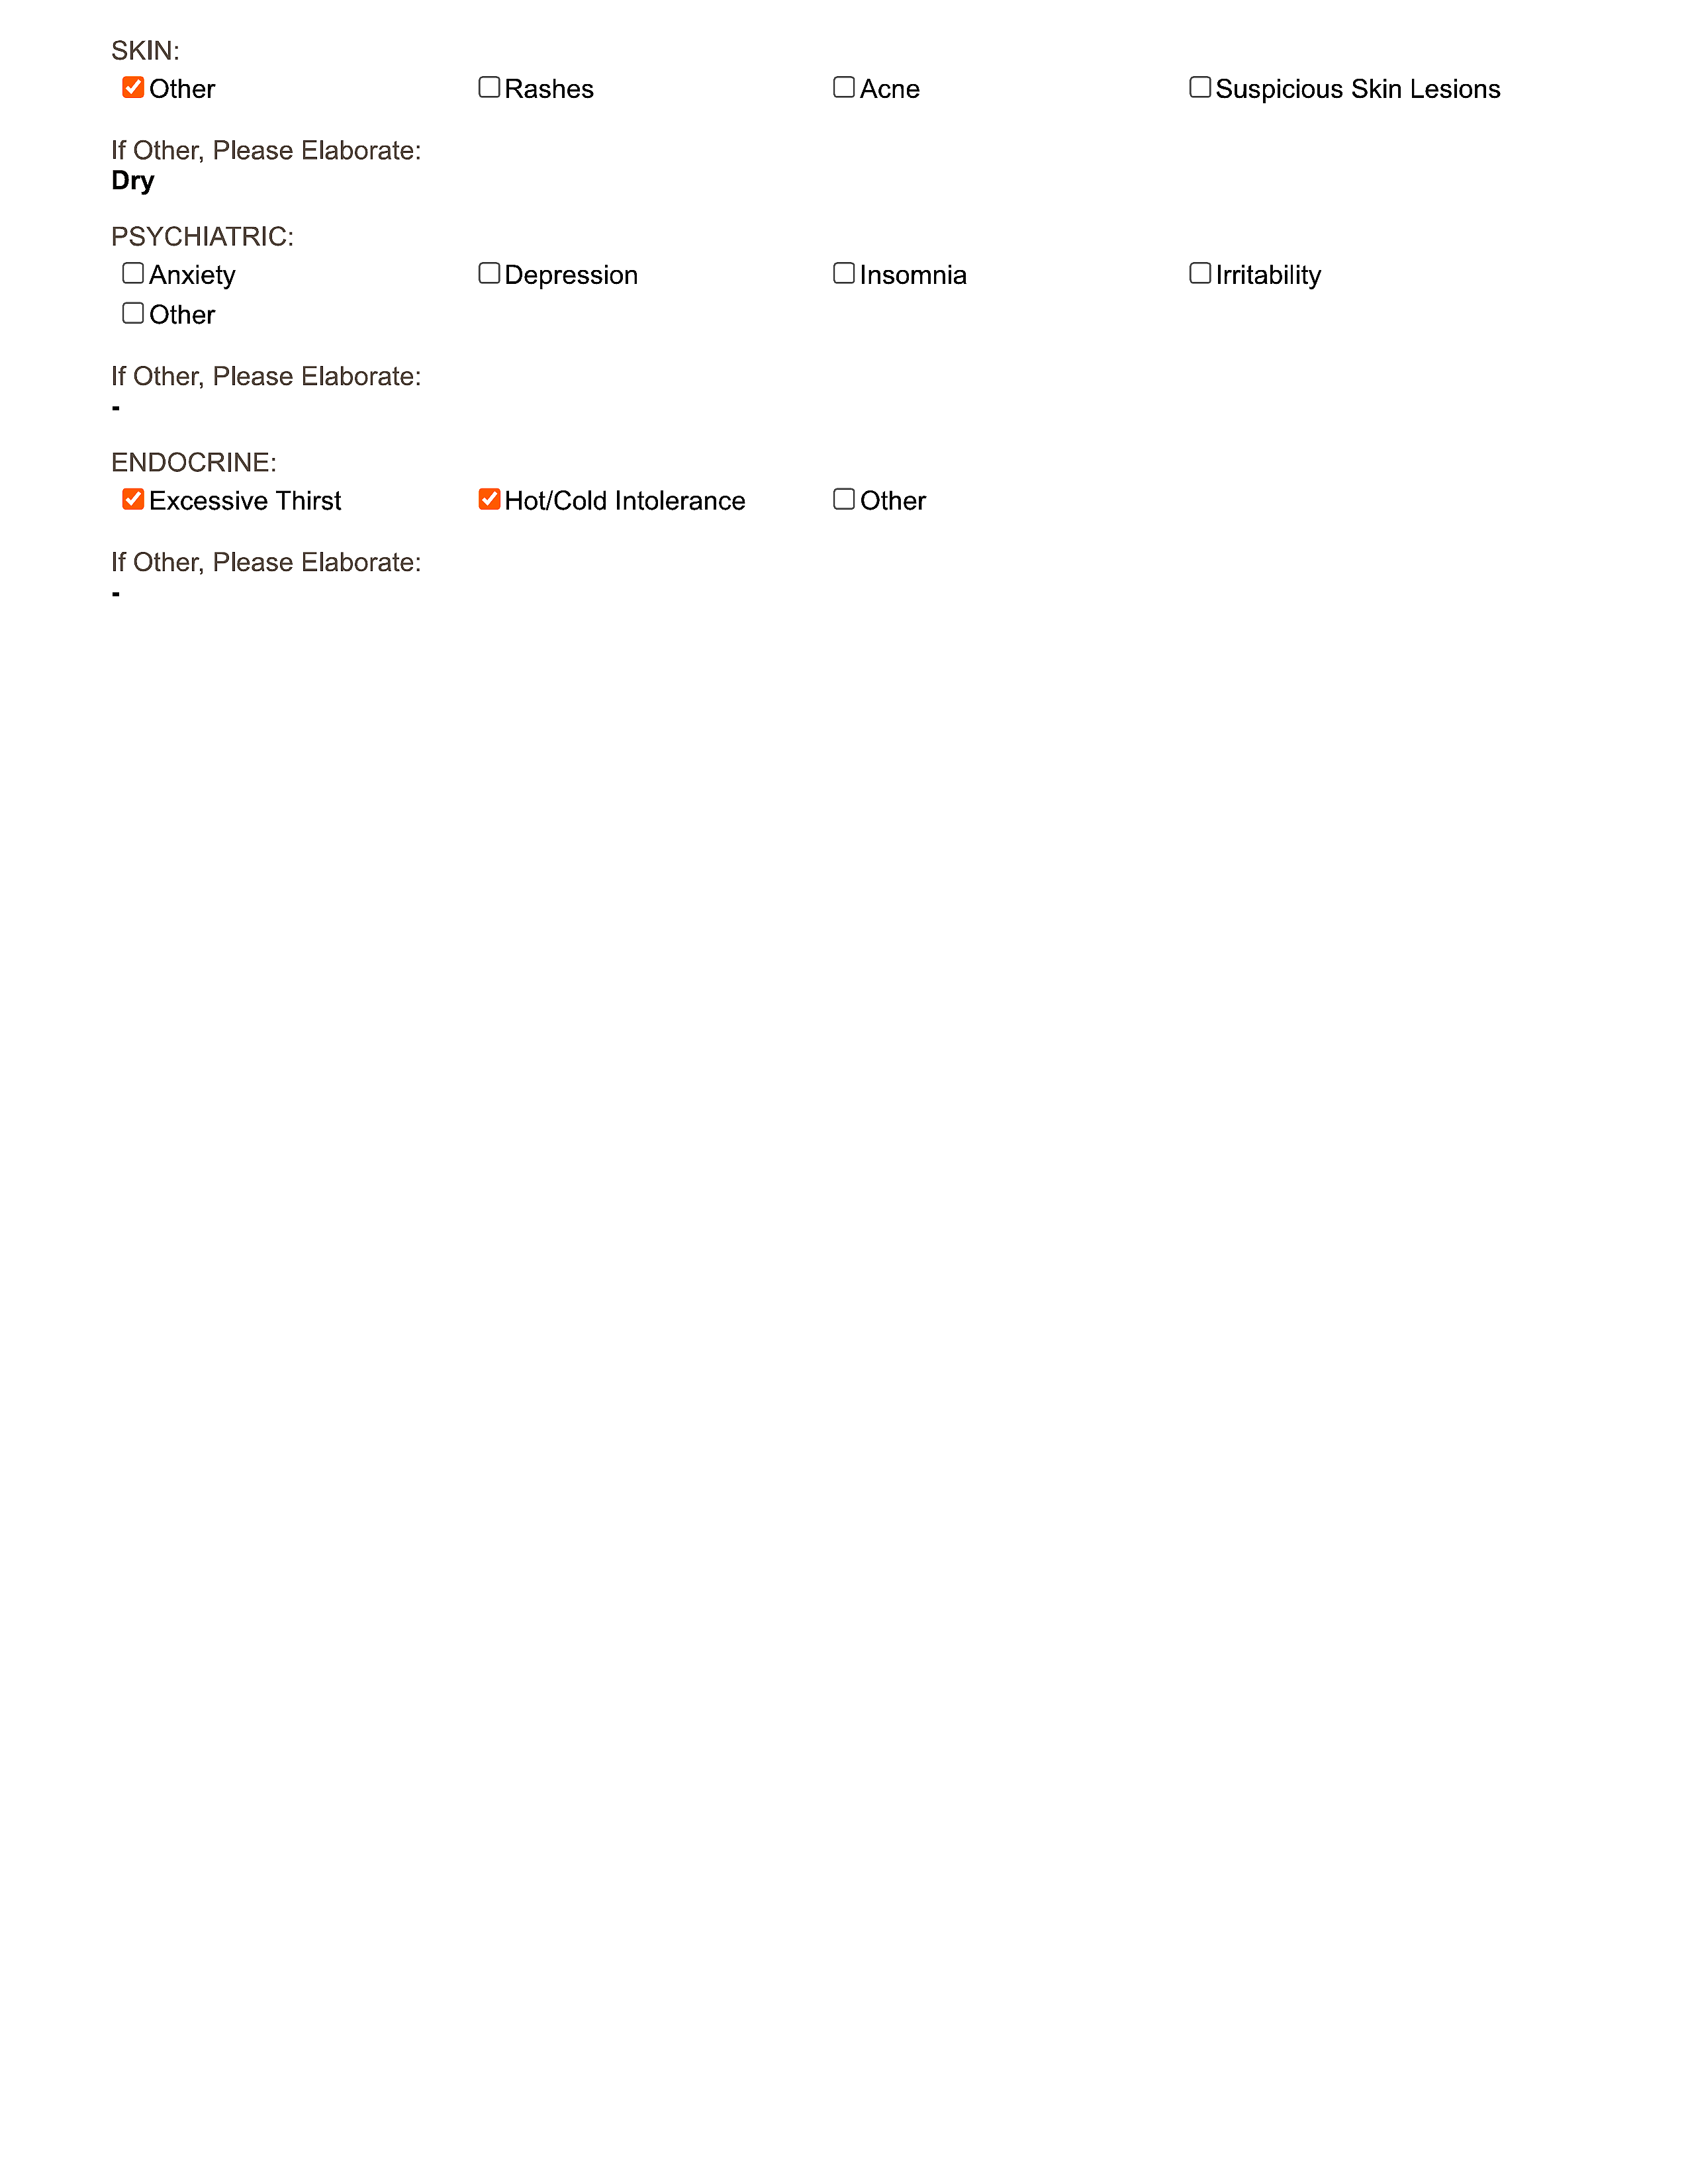 SKIN:
Other Rashes Acne Suspicious Skin Lesions
If Other, Please Elaborate:
Dry
PSYCHIATRIC:
Anxiety Depression Insomnia Irritability
Other
If Other, Please Elaborate:
-
ENDOCRINE:
Excessive Thirst Hot/Cold Intolerance Other
If Other, Please Elaborate:
-